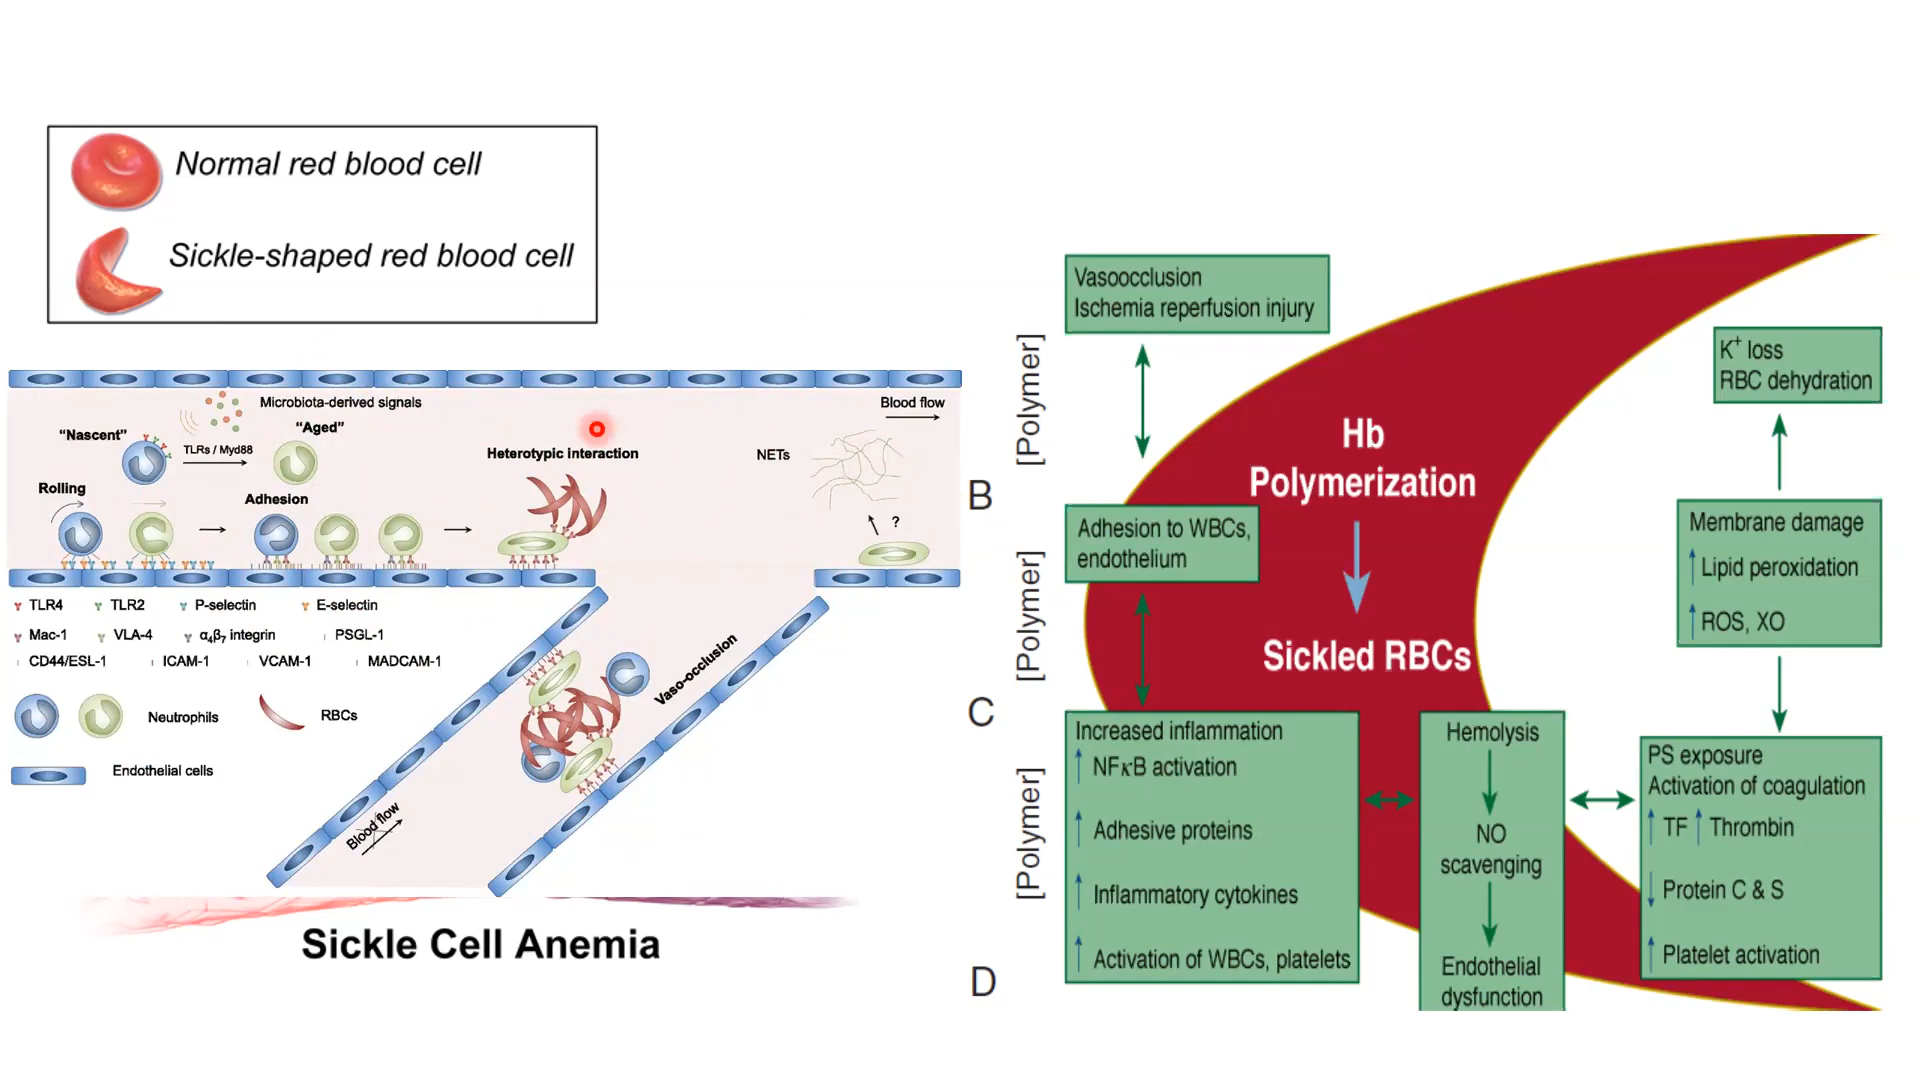 Normal red blood cell
Sickle-shaped red blood cell
Microbiota-derived signals
Blood flow
"Nascent"
"Aged"
TLRs / Myd88
Heterotypic interaction
NETs
Rolling
Adhesion
?
TLR4 TLR2 P-selectin E-selectin
Mac-1 VLA-4 α₄β₇ integrin PSGL-1
CD44/ESL-1 ICAM-1 VCAM-1 MADCAM-1
Neutrophils RBCs
Endothelial cells
Vaso-occlusion
Blood flow
Sickle Cell Anemia
B
C
D
[Polymer]
[Polymer]
[Polymer]
Vasoocclusion
Ischemia reperfusion injury
Adhesion to WBCs,
endothelium
Increased inflammation
↑ NFκB activation
↑ Adhesive proteins
↑ Inflammatory cytokines
↑ Activation of WBCs, platelets
Hb
Polymerization
Sickled RBCs
Hemolysis
NO
scavenging
Endothelial
dysfunction
K⁺ loss
RBC dehydration
Membrane damage
↑ Lipid peroxidation
↑ ROS, XO
PS exposure
Activation of coagulation
↑ TF ↑ Thrombin
↓ Protein C & S
↑ Platelet activation